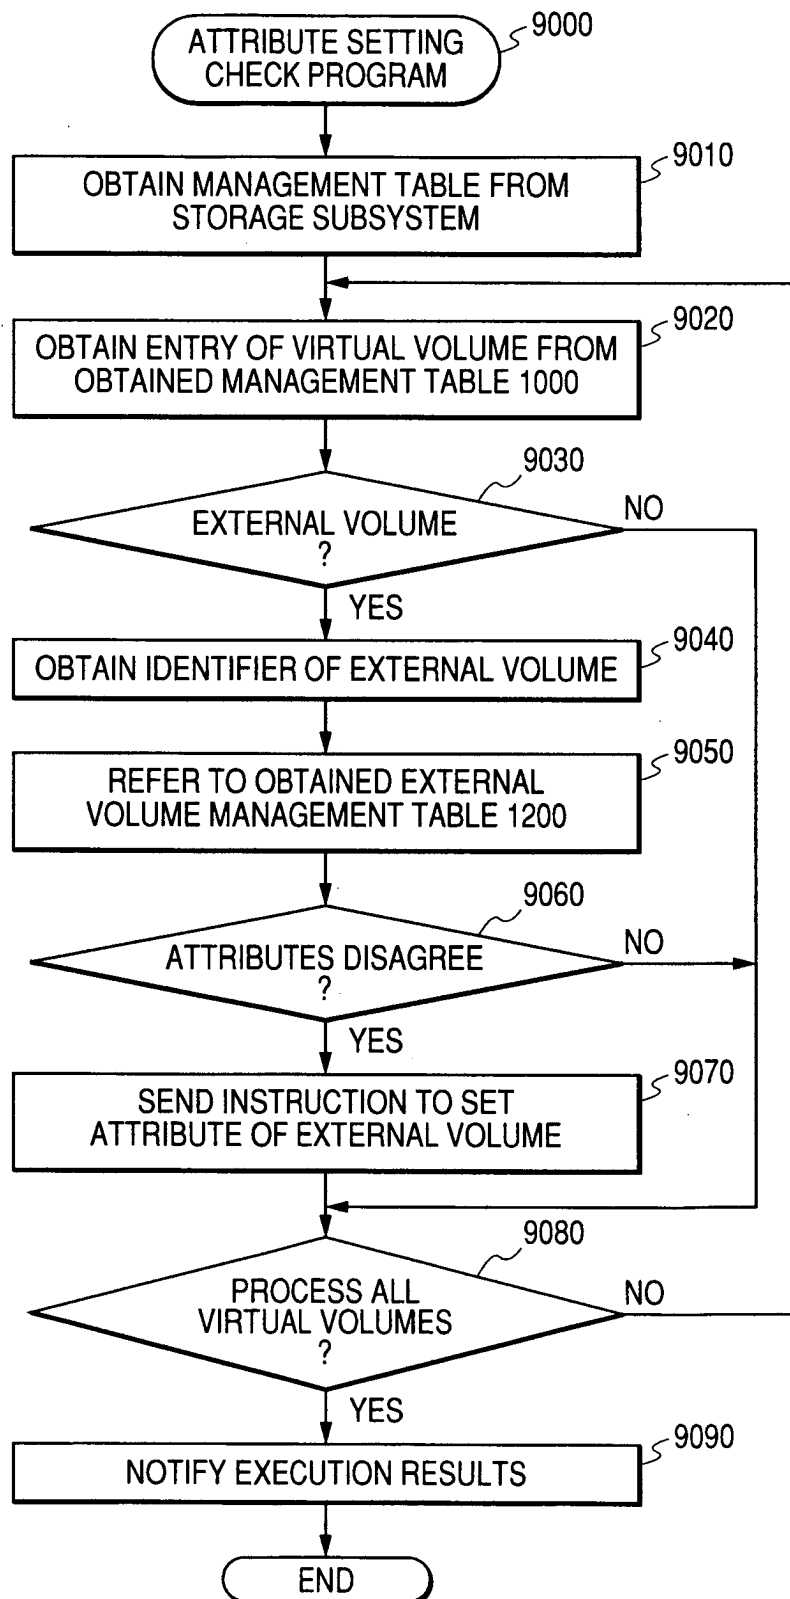 ATTRIBUTE SETTING
CHECK PROGRAM
9000
OBTAIN MANAGEMENT TABLE FROM
STORAGE SUBSYSTEM
9010
OBTAIN ENTRY OF VIRTUAL VOLUME FROM
OBTAINED MANAGEMENT TABLE 1000
9020
EXTERNAL VOLUME
?
9030
NO
YES
OBTAIN IDENTIFIER OF EXTERNAL VOLUME
9040
REFER TO OBTAINED EXTERNAL
VOLUME MANAGEMENT TABLE 1200
9050
ATTRIBUTES DISAGREE
?
9060
NO
YES
SEND INSTRUCTION TO SET
ATTRIBUTE OF EXTERNAL VOLUME
9070
PROCESS ALL
VIRTUAL VOLUMES
?
9080
NO
YES
NOTIFY EXECUTION RESULTS
9090
END